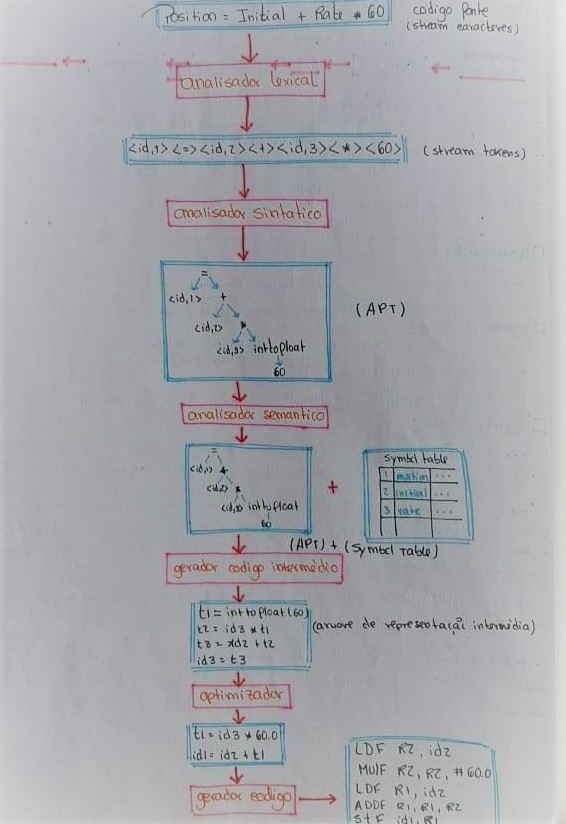 Position = Initial + Rate * 60
codigo fonte
(stream caracteres)
analisador lexical
<id,1> <=> <id,2> <+> <id,3> <*> <60>
(stream tokens)
analisador sintatico
=
<id,1> +
<id,2> *
<id,3> inttofloat
60
(APT)
analisador semantico
=
<id,1> +
<id,2> *
<id,3> inttofloat
60
+
Symbol table
1 position ...
2 initial ...
3 rate ...
(APT) + (Symbol Table)
gerador codigo intermédio
t1 = inttofloat(60)
t2 = id3 * t1
t3 = id2 + t2
id3 = t3
(arvore de representação intermédia)
optimizador
t1 = id3 * 60.0
id1 = id2 + t1
gerador codigo
LDF R2, id2
MULF R2, R2, #60.0
LDF R1, id2
ADDF R1, R1, R2
STF id1, R1